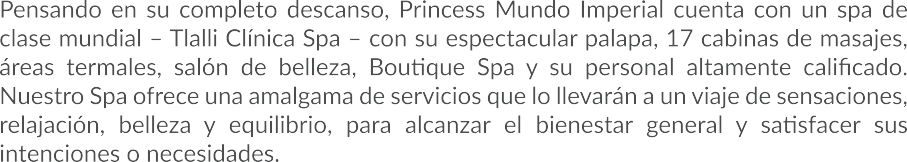 Pensando en su completo descanso, Princess Mundo Imperial cuenta con un spa de
clase mundial – Tlalli Clínica Spa – con su espectacular palapa, 17 cabinas de masajes,
áreas termales, salón de belleza, Boutique Spa y su personal altamente calificado.
Nuestro Spa ofrece una amalgama de servicios que lo llevarán a un viaje de sensaciones,
relajación, belleza y equilibrio, para alcanzar el bienestar general y satisfacer sus
intenciones o necesidades.